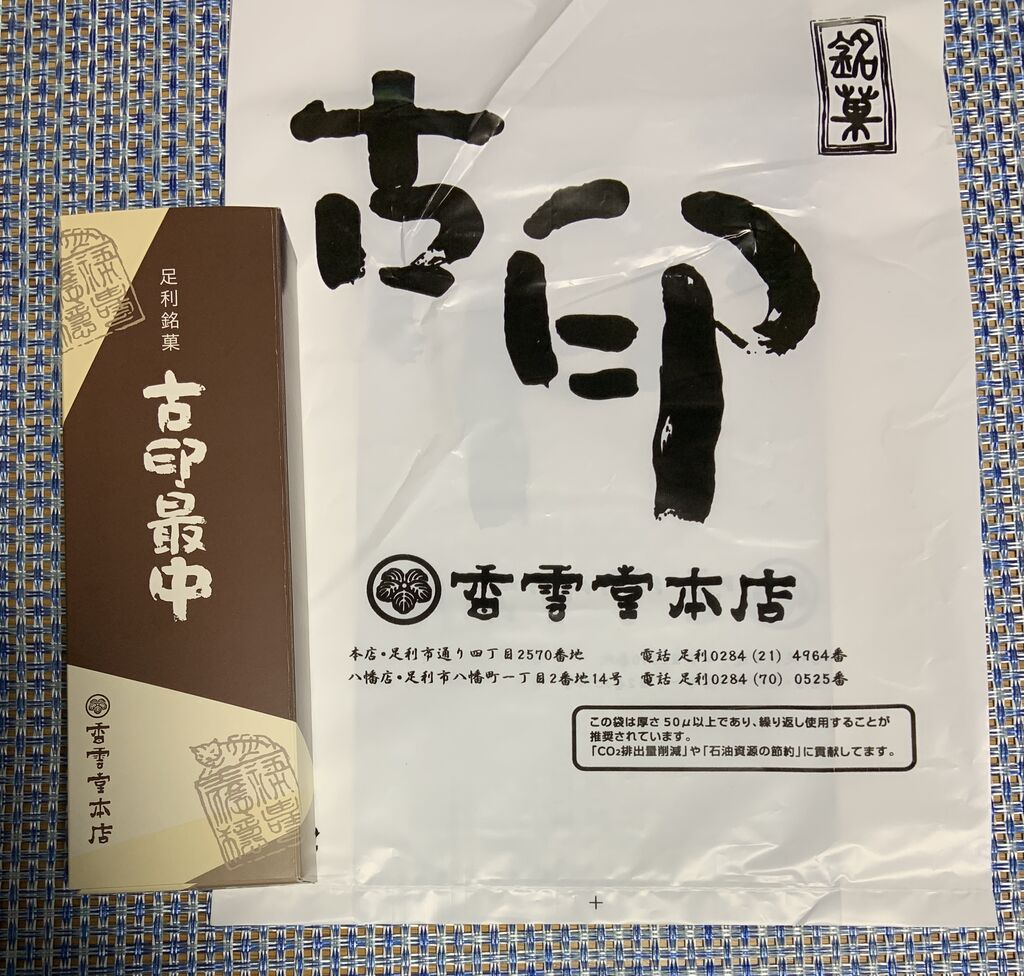 銘菓
古印
香雲堂本店
本店・足利市通り四丁目2570番地 電話 足利0284(21) 4964番
八幡店・足利市八幡町一丁目2番地14号 電話 足利0284(70) 0525番
この袋は厚さ50μ以上であり、繰り返し使用することが
推奨されています。
「CO₂排出量削減」や「石油資源の節約」に貢献してます。
足利銘菓
古印最中
香雲堂本店